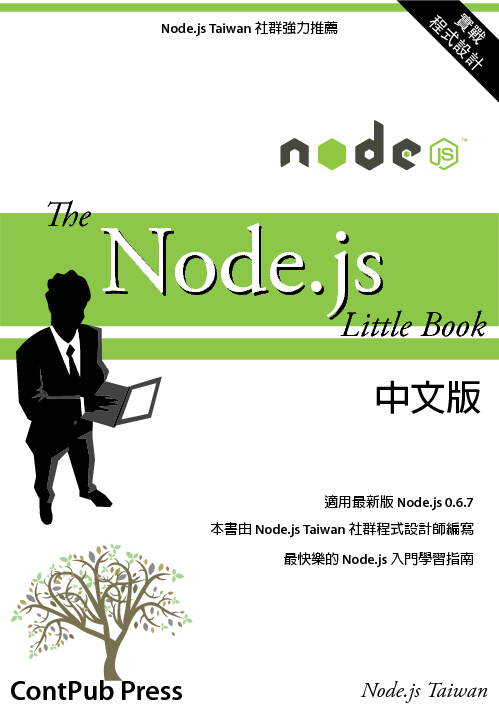 Node.js Taiwan 社群強力推薦
實戰
程式設計
node
JS™
The
Node.js
Little Book
中文版
適用最新版 Node.js 0.6.7
本書由 Node.js Taiwan 社群程式設計師編寫
最快樂的 Node.js 入門學習指南
ContPub Press
Node.js Taiwan